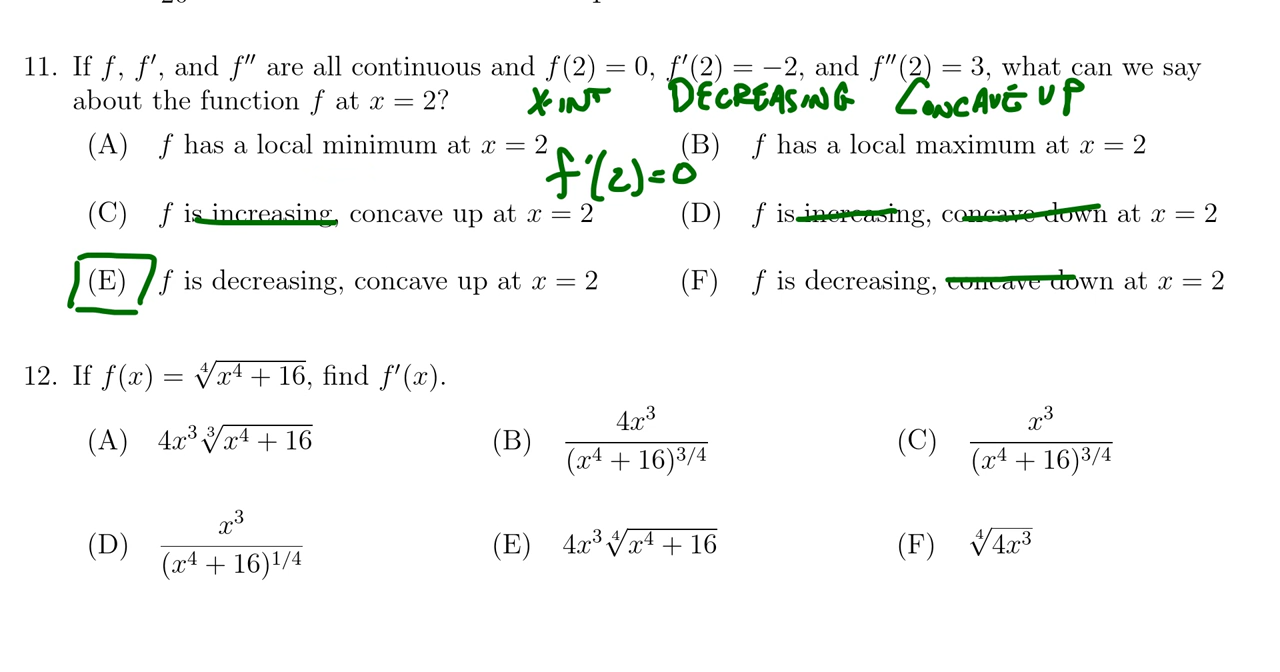 11. If f, f′, and f″ are all continuous and f(2) = 0, f′(2) = −2, and f″(2) = 3, what can we say
about the function f at x = 2?
X-INT DECREASING CONCAVE UP
(A) f has a local minimum at x = 2 (B) f has a local maximum at x = 2
f'(2)=0
(C) f is increasing, concave up at x = 2 (D) f is increasing, concave down at x = 2
(E) f is decreasing, concave up at x = 2 (F) f is decreasing, concave down at x = 2
12. If f(x) = ∜(x⁴ + 16), find f′(x).
(A) 4x³ ∛(x⁴ + 16) (B) 4x³/(x⁴ + 16)^{3/4} (C) x³/(x⁴ + 16)^{3/4}
(D) x³/(x⁴ + 16)^{1/4} (E) 4x³ ∜(x⁴ + 16) (F) ∜(4x³)